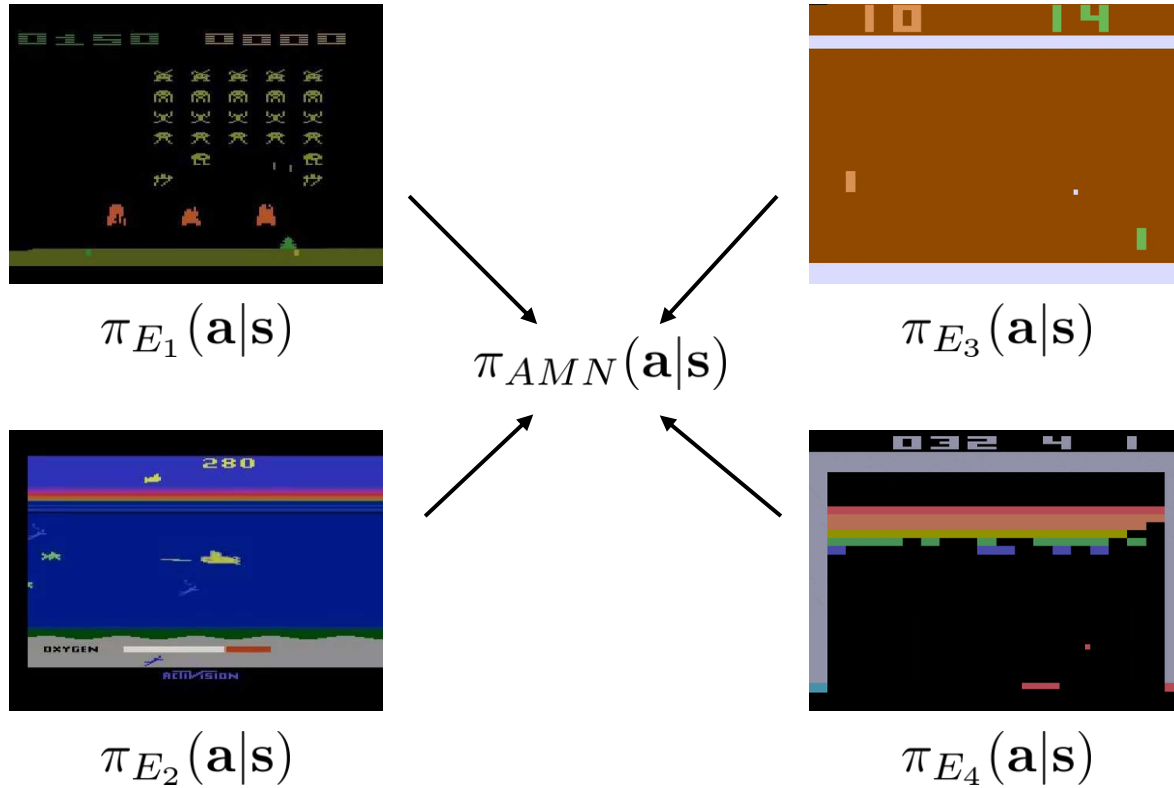 0150 0000
10 14
π_{E_1}(a|s)
π_{E_3}(a|s)
π_{AMN}(a|s)
280
OXYGEN
ACTIVISION
032 4 1
π_{E_2}(a|s)
π_{E_4}(a|s)